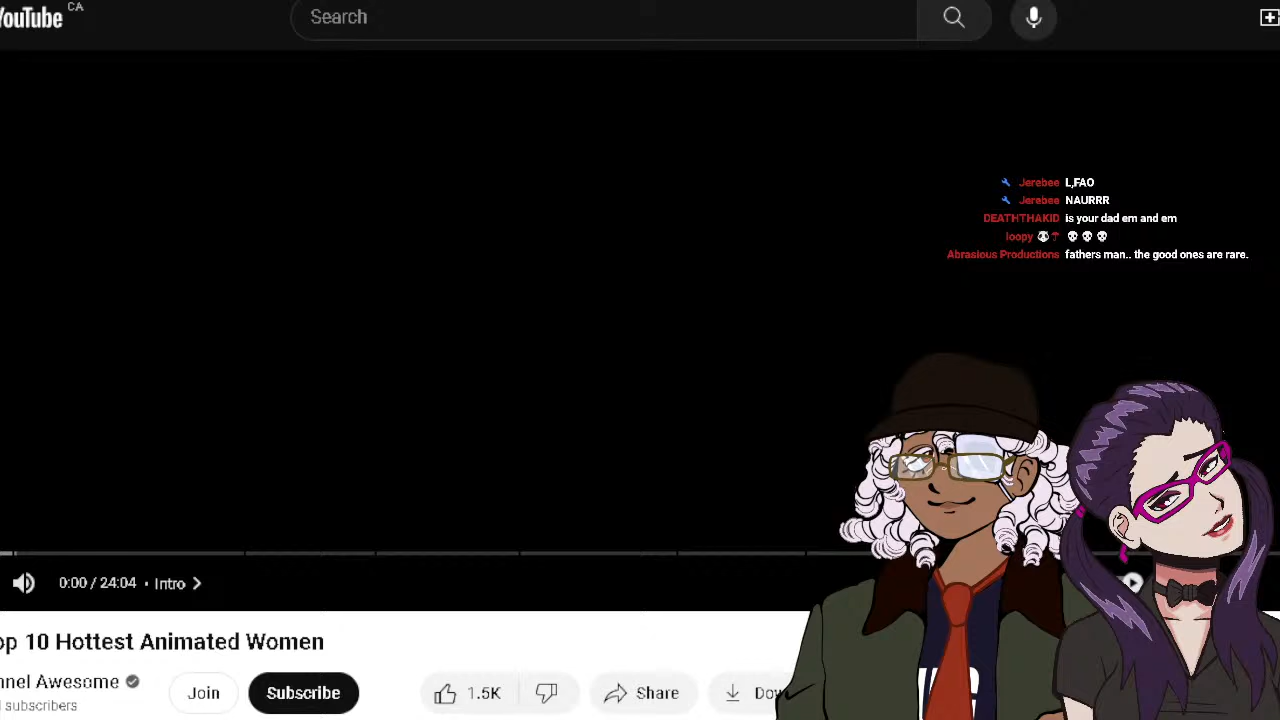 YouTube CA
Search
Jerebee L,FAO
Jerebee NAURRR
DEATHTHAKID is your dad em and em
loopy 💀 💀 💀
Abrasious Productions fathers man.. the good ones are rare.
0:00 / 24:04 • Intro
op 10 Hottest Animated Women
nnel Awesome
subscribers
Join
Subscribe
1.5K
Share
Dow